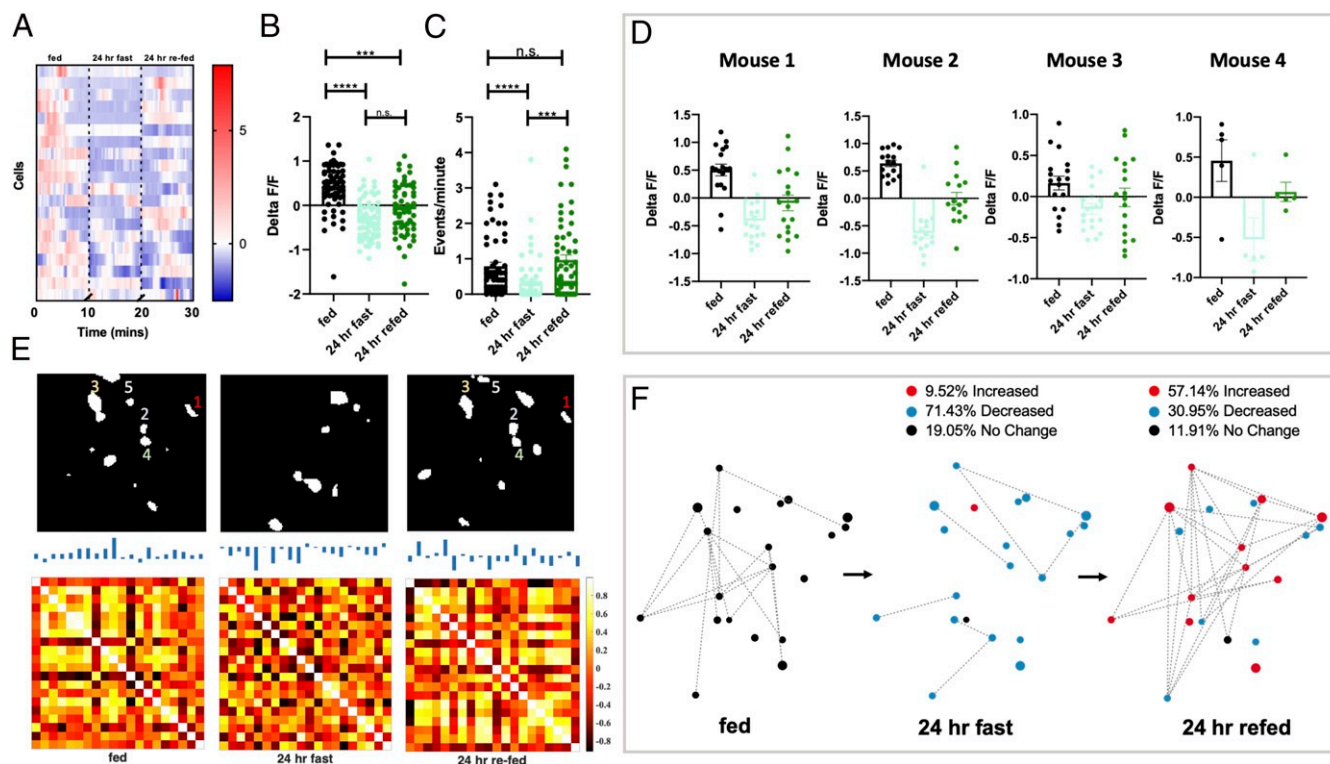 A
fed
24 hr fast
24 hr re-fed
Cells
5
0
0
10
20
30
Time (mins)
B
***
****
n.s.
Delta F/F
2
1
0
-1
-2
fed
24 hr fast
24 hr refed
C
n.s.
****
***
Events/minute
5
4
3
2
1
0
fed
24 hr fast
24 hr refed
D
Mouse 1
Delta F/F
1.5
1.0
0.5
0.0
-0.5
-1.0
-1.5
fed
24 hr fast
24 hr refed
Mouse 2
Delta F/F
1.5
1.0
0.5
0.0
-0.5
-1.0
-1.5
fed
24 hr fast
24 hr refed
Mouse 3
Delta F/F
1.0
0.5
0.0
-0.5
-1.0
fed
24 hr fast
24 hr refed
Mouse 4
Delta F/F
1.0
0.5
0.0
-0.5
-1.0
fed
24 hr fast
24 hr refed
E
3
5
1
2
4
3
5
1
2
4
0.8
0.6
0.4
0.2
0
-0.2
-0.4
-0.6
-0.8
fed
24 hr fast
24 hr re-fed
F
9.52% Increased
71.43% Decreased
19.05% No Change
57.14% Increased
30.95% Decreased
11.91% No Change
fed
24 hr fast
24 hr refed